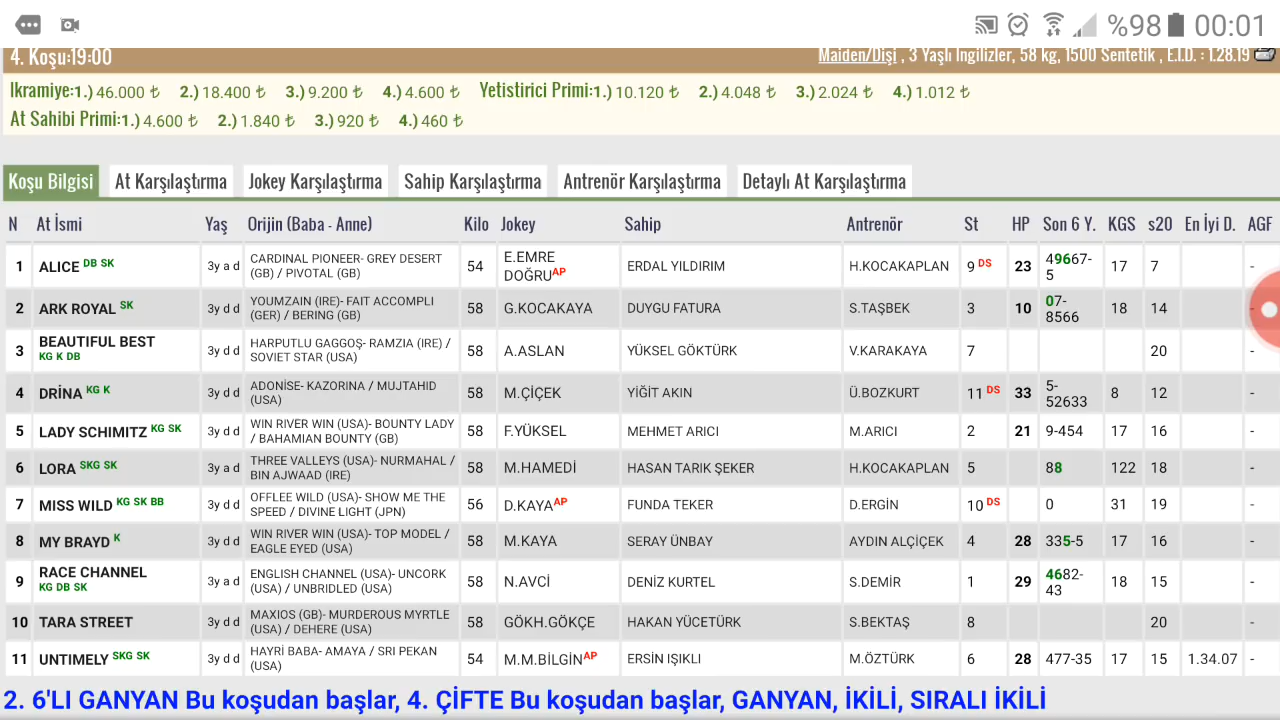 %98 00:01
4. Koşu:19:00 Maiden/Dişi , 3 Yaşlı İngilizler, 58 kg, 1500 Sentetik , E.İ.D. : 1.28.19
Ikramiye:1.) 46.000 ₺ 2.) 18.400 ₺ 3.) 9.200 ₺ 4.) 4.600 ₺ Yetistirici Primi:1.) 10.120 ₺ 2.) 4.048 ₺ 3.) 2.024 ₺ 4.) 1.012 ₺
At Sahibi Primi:1.) 4.600 ₺ 2.) 1.840 ₺ 3.) 920 ₺ 4.) 460 ₺
Koşu Bilgisi At Karşılaştırma Jokey Karşılaştırma Sahip Karşılaştırma Antrenör Karşılaştırma Detaylı At Karşılaştırma
N At İsmi Yaş Orijin (Baba - Anne) Kilo Jokey Sahip Antrenör St HP Son 6 Y. KGS s20 En İyi D. AGF
1 ALICE DB SK 3y a d CARDINAL PIONEER- GREY DESERT (GB) / PIVOTAL (GB) 54 E.EMRE DOĞRU AP ERDAL YILDIRIM H.KOCAKAPLAN 9 DS 23 49667-5 17 7 -
2 ARK ROYAL SK 3y d d YOUMZAIN (IRE)- FAIT ACCOMPLI (GER) / BERING (GB) 58 G.KOCAKAYA DUYGU FATURA S.TAŞBEK 3 10 07-8566 18 14 -
3 BEAUTIFUL BEST KG K DB 3y d d HARPUTLU GAGGOŞ- RAMZIA (IRE) / SOVIET STAR (USA) 58 A.ASLAN YÜKSEL GÖKTÜRK V.KARAKAYA 7 20 -
4 DRİNA KG K 3y d d ADONİSE- KAZORINA / MUJTAHID (USA) 58 M.ÇİÇEK YİĞİT AKIN Ü.BOZKURT 11 DS 33 5-52633 8 12 -
5 LADY SCHIMITZ KG SK 3y d d WIN RIVER WIN (USA)- BOUNTY LADY / BAHAMIAN BOUNTY (GB) 58 F.YÜKSEL MEHMET ARICI M.ARICI 2 21 9-454 17 16 -
6 LORA SKG SK 3y d d THREE VALLEYS (USA)- NURMAHAL / BIN AJWAAD (IRE) 58 M.HAMEDİ HASAN TARIK ŞEKER H.KOCAKAPLAN 5 88 122 18 -
7 MISS WILD KG SK BB 3y d d OFFLEE WILD (USA)- SHOW ME THE SPEED / DIVINE LIGHT (JPN) 56 D.KAYA AP FUNDA TEKER D.ERGİN 10 DS 0 31 19 -
8 MY BRAYD K 3y d d WIN RIVER WIN (USA)- TOP MODEL / EAGLE EYED (USA) 58 M.KAYA SERAY ÜNBAY AYDIN ALÇİÇEK 4 28 335-5 17 16 -
9 RACE CHANNEL KG DB SK 3y a d ENGLISH CHANNEL (USA)- UNCORK (USA) / UNBRIDLED (USA) 58 N.AVCİ DENİZ KURTEL S.DEMİR 1 29 4682-43 18 15 -
10 TARA STREET 3y d d MAXIOS (GB)- MURDEROUS MYRTLE (USA) / DEHERE (USA) 58 GÖKH.GÖKÇE HAKAN YÜCETÜRK S.BEKTAŞ 8 20 -
11 UNTIMELY SKG SK 3y d d HAYRİ BABA- AMAYA / SRI PEKAN (USA) 54 M.M.BİLGİN AP ERSİN IŞIKLI M.ÖZTÜRK 6 28 477-35 17 15 1.34.07 -
2. 6'LI GANYAN Bu koşudan başlar, 4. ÇİFTE Bu koşudan başlar, GANYAN, İKİLİ, SIRALI İKİLİ